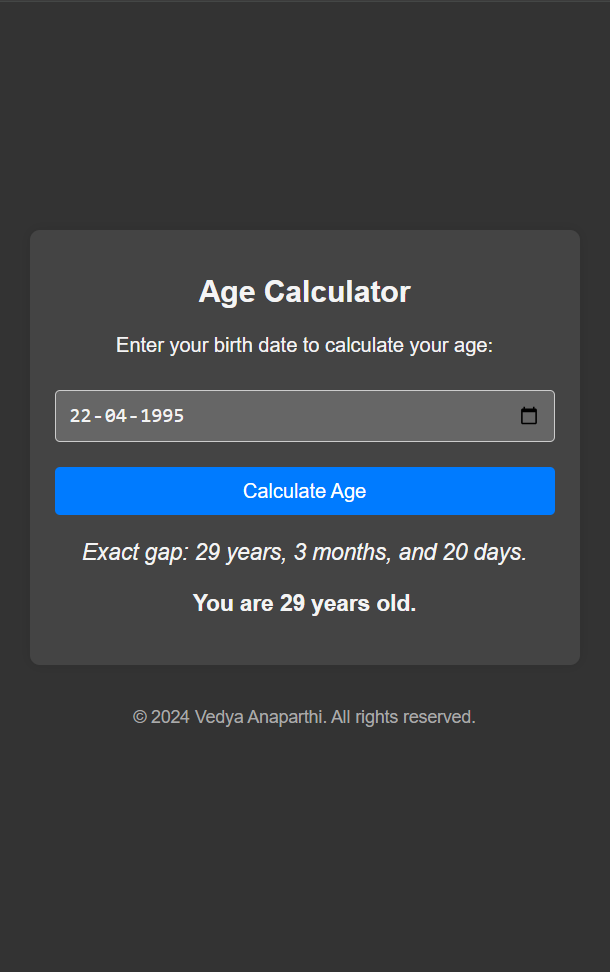 Age Calculator
Enter your birth date to calculate your age:
22-04-1995
Calculate Age
Exact gap: 29 years, 3 months, and 20 days.
You are 29 years old.
© 2024 Vedya Anaparthi. All rights reserved.